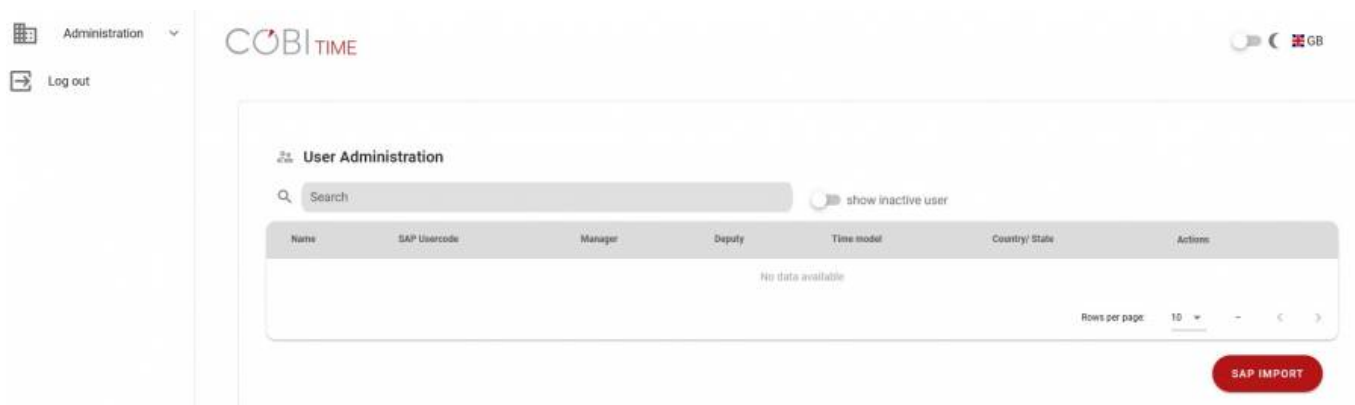 Administration
Log out
COBI TIME
GB
User Administration
Search
show inactive user
Name SAP Usercode Manager Deputy Time model Country/ State Actions
No data available
Rows per page: 10 –
SAP IMPORT